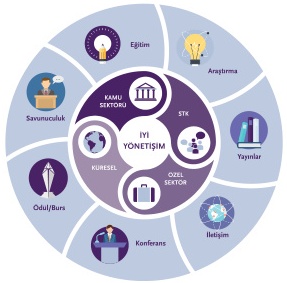 Eğitim
Araştırma
Savunuculuk
KAMU
SEKTÖRÜ
STK
İYİ
YÖNETİŞİM
Yayınlar
KÜRESEL
ÖZEL
SEKTÖR
Ödül/Burs
İletişim
Konferans